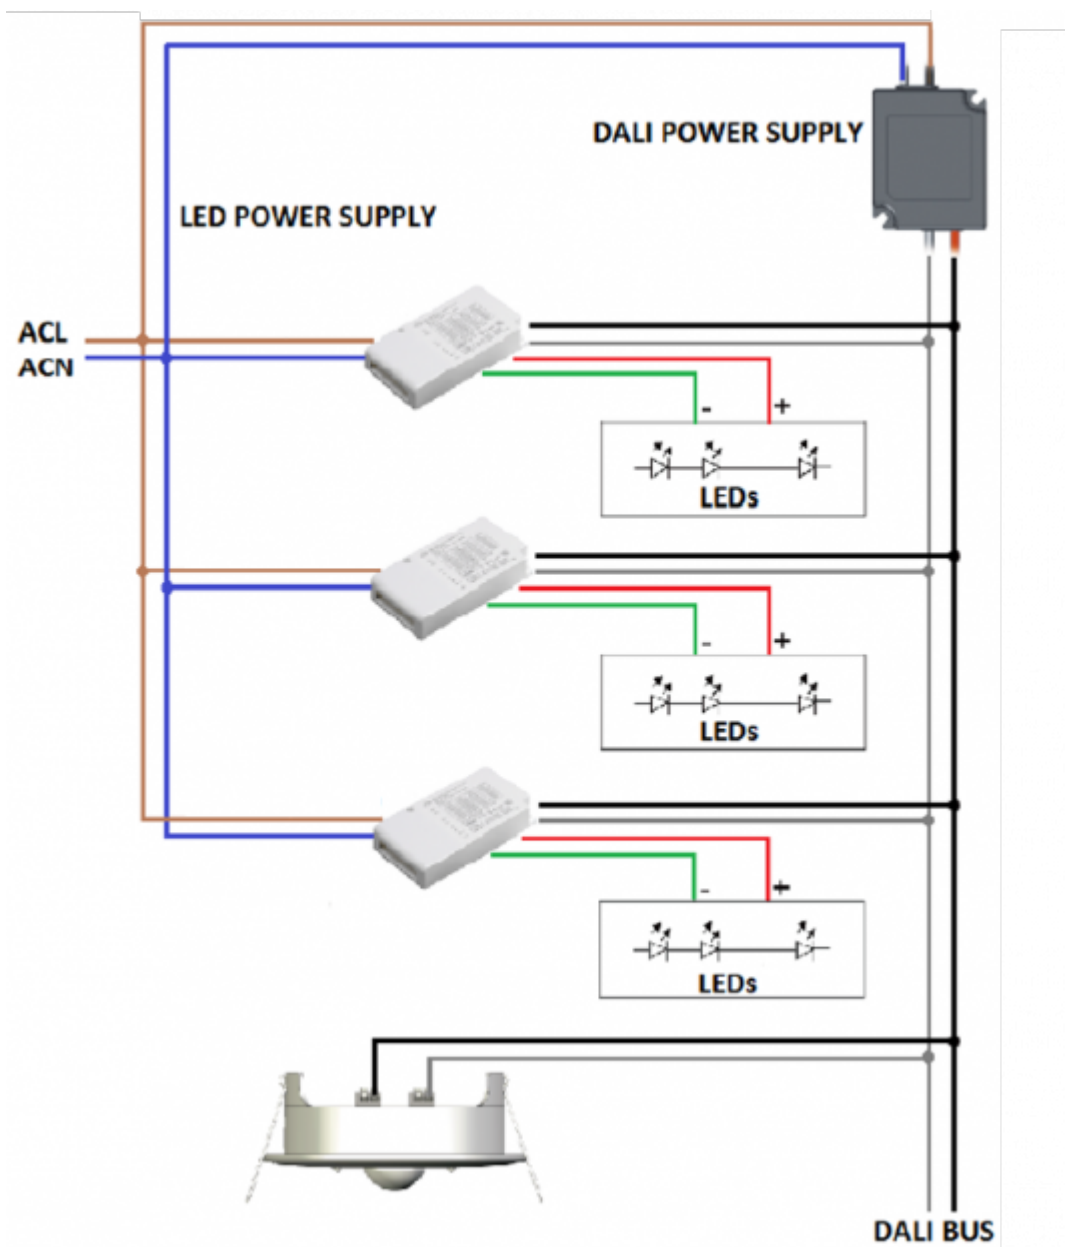 DALI POWER SUPPLY
LED POWER SUPPLY
ACL
ACN
- +
LEDs
- +
LEDs
- +
LEDs
DALI BUS